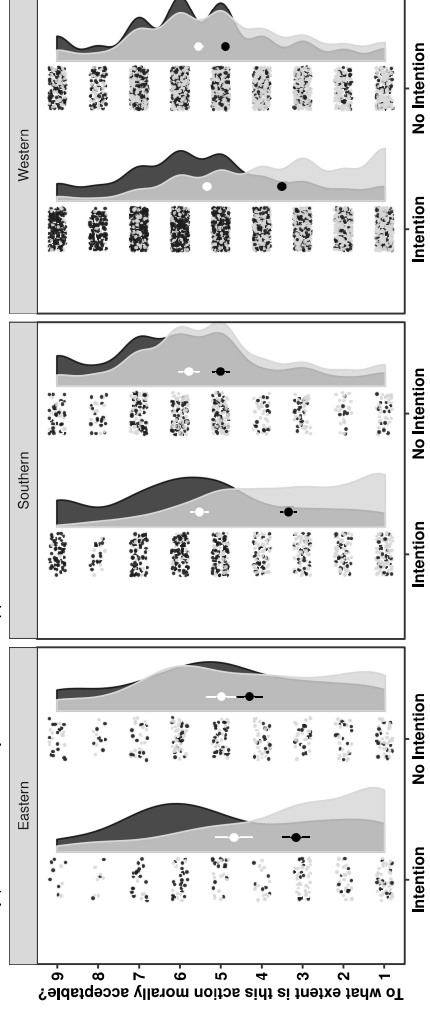 Eastern
Southern
Western
To what extent is this action morally acceptable?
9
8
7
6
5
4
3
2
1
Intention
No Intention
Intention
No Intention
Intention
No Intention